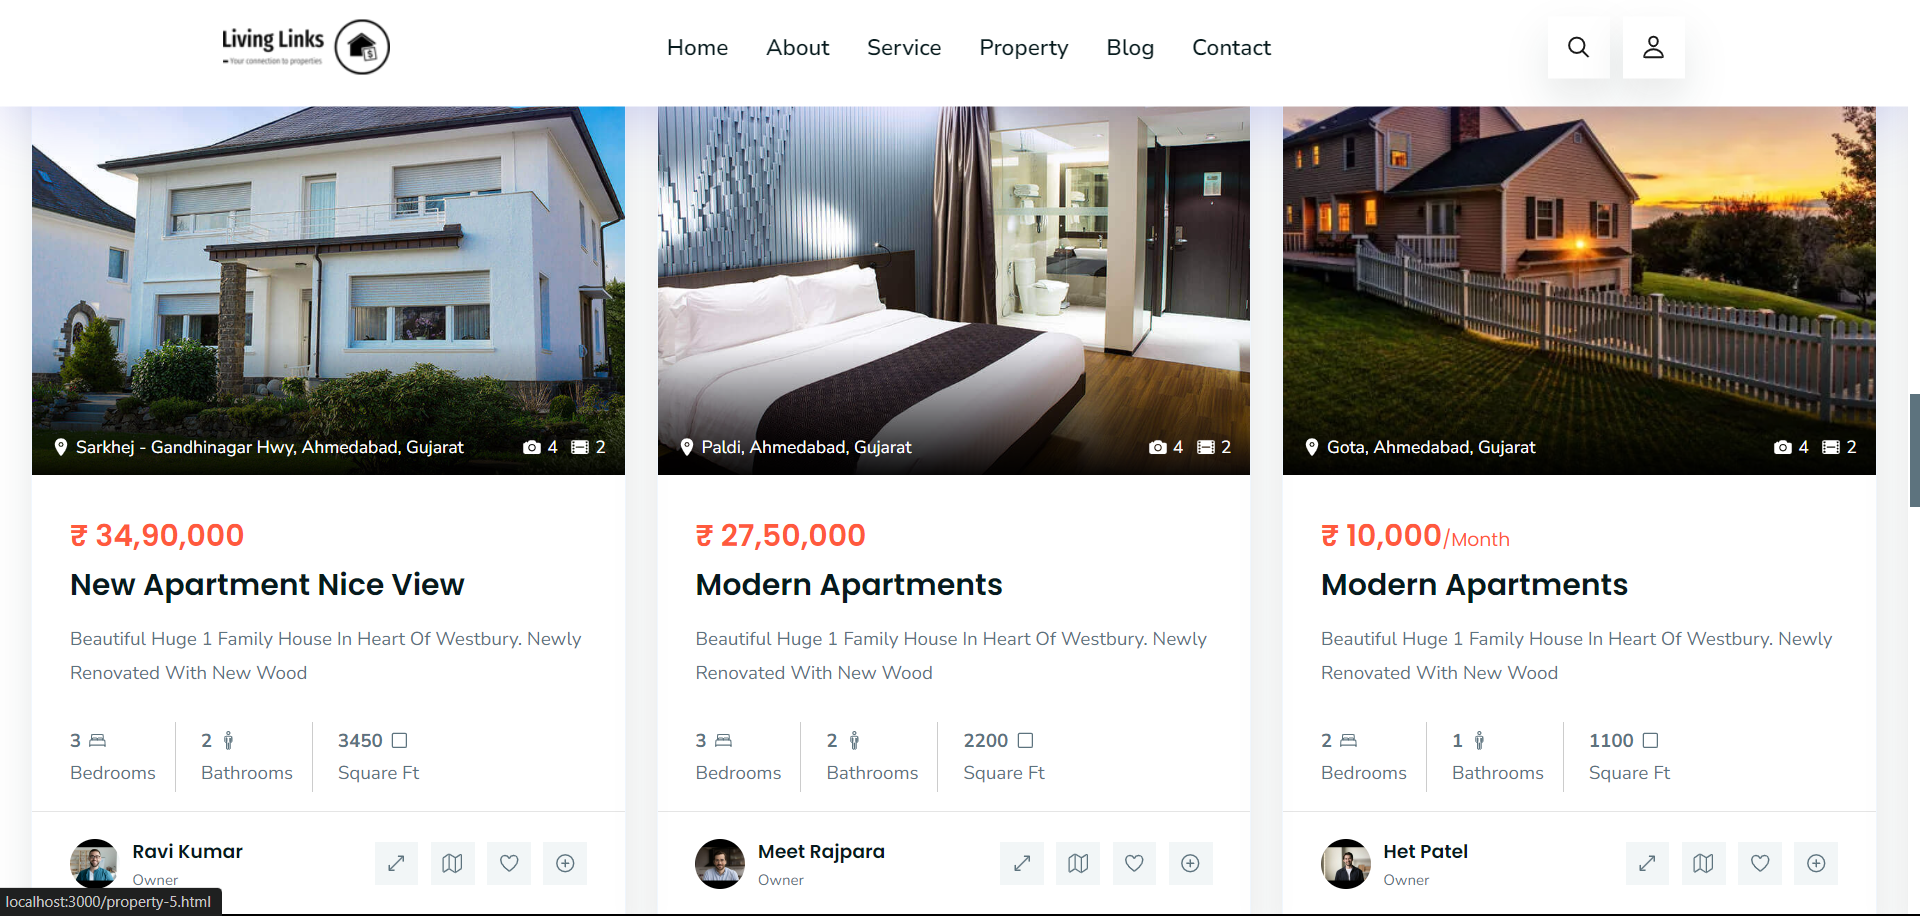 Living Links
Your connection to properties
Home
About
Service
Property
Blog
Contact
Sarkhej - Gandhinagar Hwy, Ahmedabad, Gujarat
4
2
₹ 34,90,000
New Apartment Nice View
Beautiful Huge 1 Family House In Heart Of Westbury. Newly
Renovated With New Wood
3
Bedrooms
2
Bathrooms
3450
Square Ft
Ravi Kumar
Owner
Paldi, Ahmedabad, Gujarat
4
2
₹ 27,50,000
Modern Apartments
Beautiful Huge 1 Family House In Heart Of Westbury. Newly
Renovated With New Wood
3
Bedrooms
2
Bathrooms
2200
Square Ft
Meet Rajpara
Owner
Gota, Ahmedabad, Gujarat
4
2
₹ 10,000/Month
Modern Apartments
Beautiful Huge 1 Family House In Heart Of Westbury. Newly
Renovated With New Wood
2
Bedrooms
1
Bathrooms
1100
Square Ft
Het Patel
Owner
localhost:3000/property-5.html